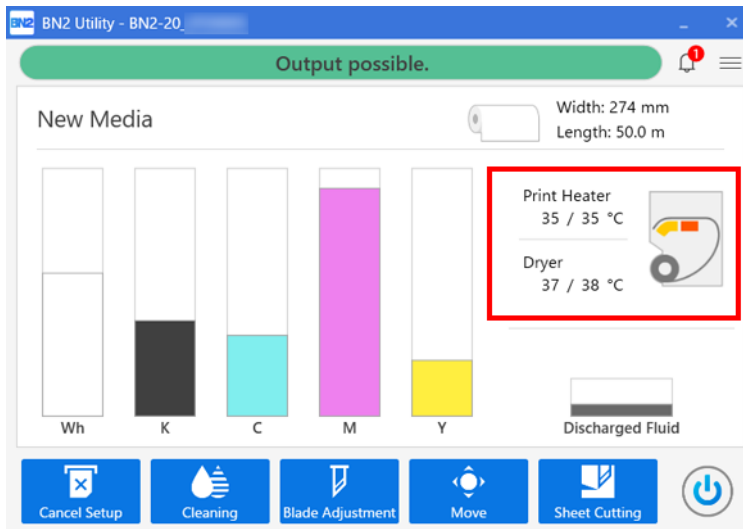 BN2 BN2 Utility - BN2-20_
Output possible.
1
New Media
Width: 274 mm
Length: 50.0 m
Print Heater
35 / 35 °C
Dryer
37 / 38 °C
Wh K C M Y
Discharged Fluid
Cancel Setup Cleaning Blade Adjustment Move Sheet Cutting